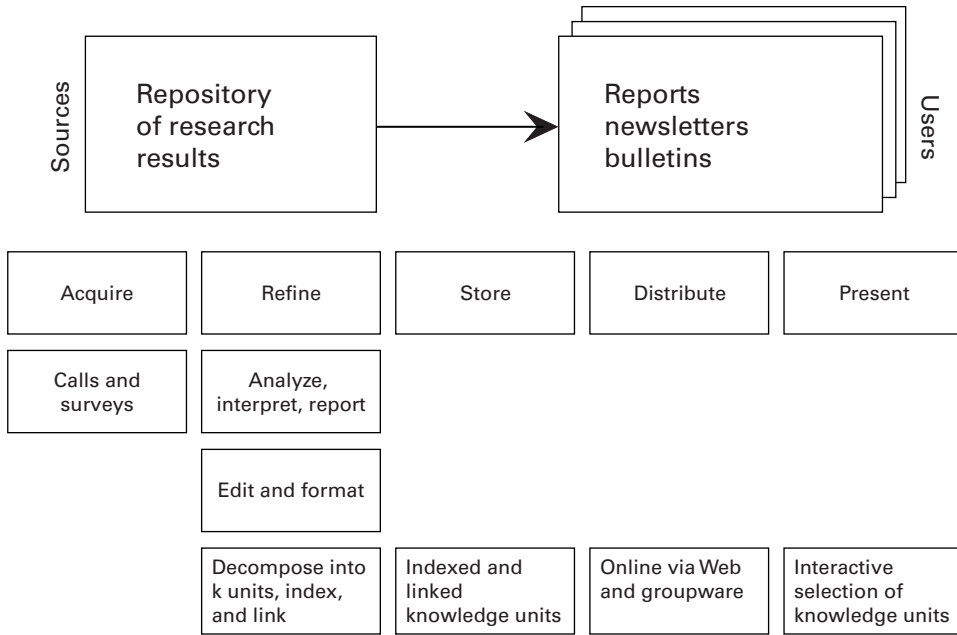 Sources
Repository
of research
results
Reports
newsletters
bulletins
Users
Acquire
Refine
Store
Distribute
Present
Calls and
surveys
Analyze,
interpret, report
Edit and format
Decompose into
k units, index,
and link
Indexed and
linked
knowledge units
Online via Web
and groupware
Interactive
selection of
knowledge units